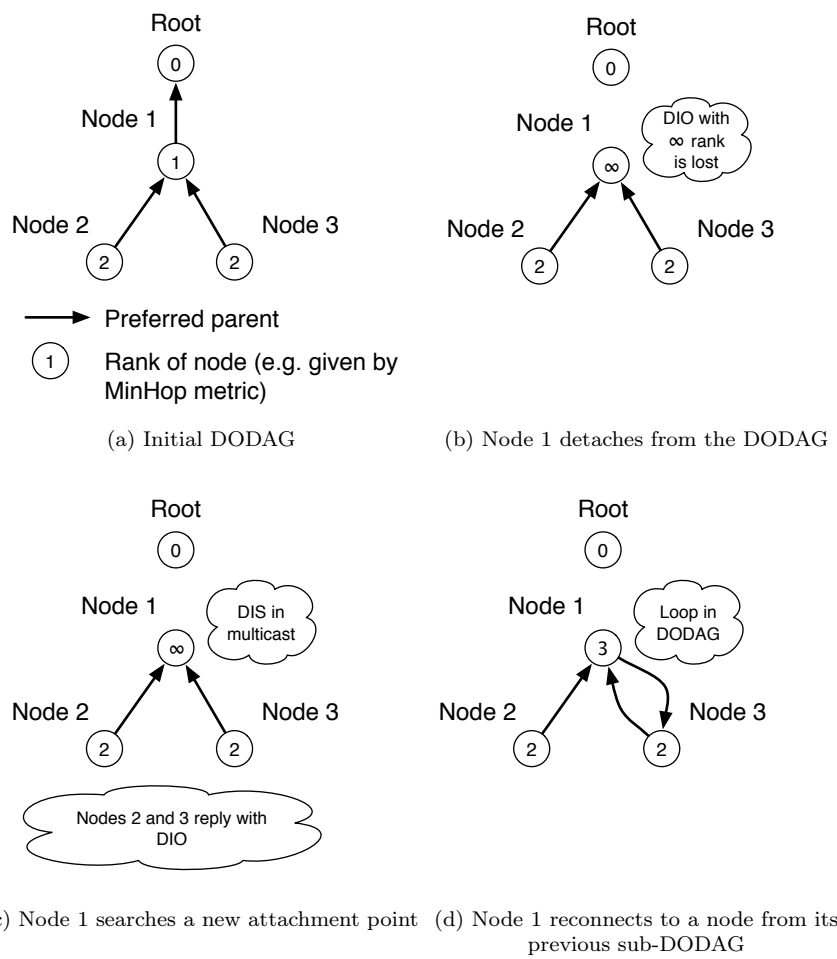 Root
0
Node 1
1
Node 2
Node 3
2
2
Preferred parent
1
Rank of node (e.g. given by
MinHop metric)
(a) Initial DODAG
Root
0
Node 1
DIO with
∞ rank
is lost
∞
Node 2
Node 3
2
2
(b) Node 1 detaches from the DODAG
Root
0
Node 1
DIS in
multicast
∞
Node 2
Node 3
2
2
Nodes 2 and 3 reply with
DIO
) Node 1 searches a new attachment point
Root
0
Node 1
Loop in
DODAG
3
Node 2
Node 3
2
2
(d) Node 1 reconnects to a node from its
previous sub-DODAG